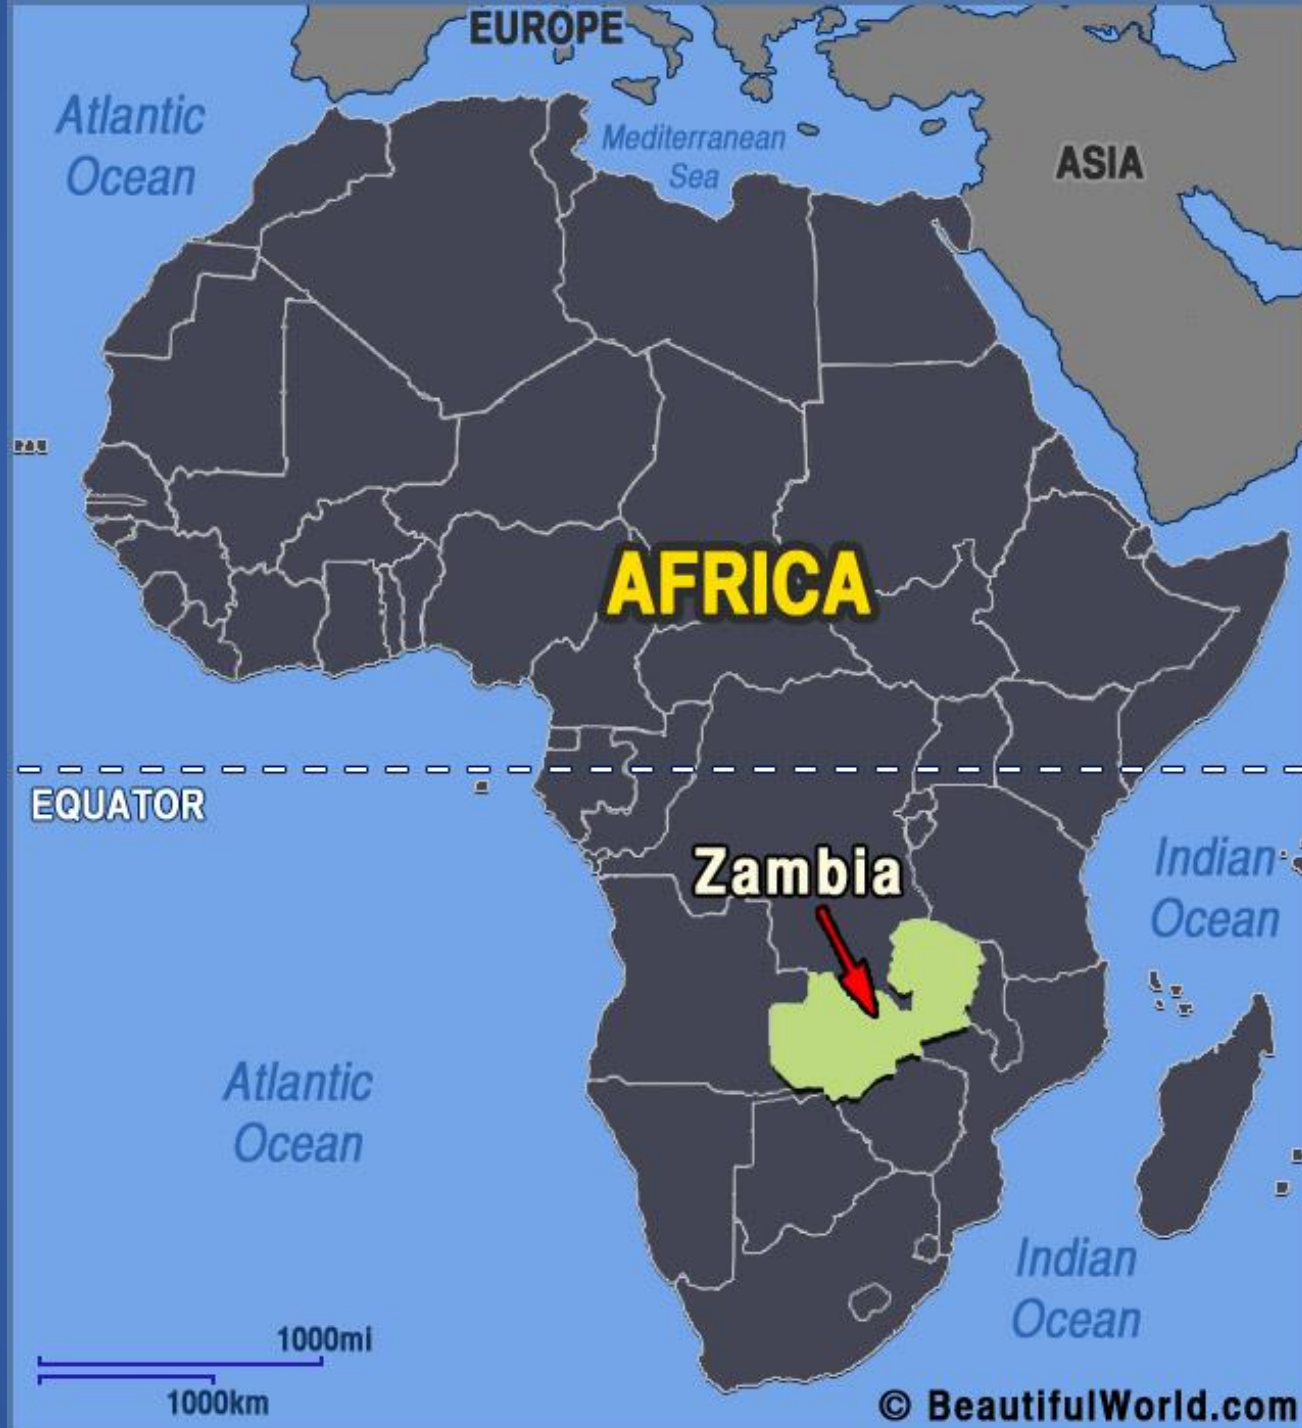 EUROPE
Atlantic
Ocean
Mediterranean
Sea
ASIA
AFRICA
EQUATOR
Zambia
Indian
Ocean
Atlantic
Ocean
Indian
Ocean
1000mi
1000km
© BeautifulWorld.com